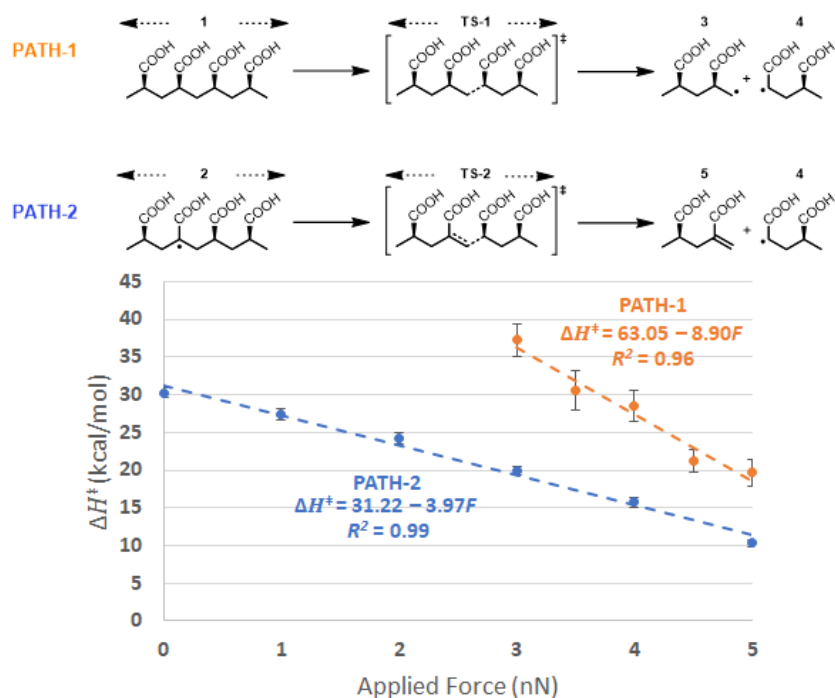 1 TS-1 3 4
PATH-1
COOH COOH COOH COOH COOH COOH COOH COOH ‡ COOH COOH COOH COOH
+
2 TS-2 5 4
PATH-2
COOH COOH COOH COOH COOH COOH COOH COOH ‡ COOH COOH COOH COOH
+
45
40
35
30
25
20
15
10
5
0
ΔH‡ (kcal/mol)
PATH-1
ΔH‡ = 63.05 – 8.90F
R² = 0.96
PATH-2
ΔH‡ = 31.22 – 3.97F
R² = 0.99
0 1 2 3 4 5
Applied Force (nN)